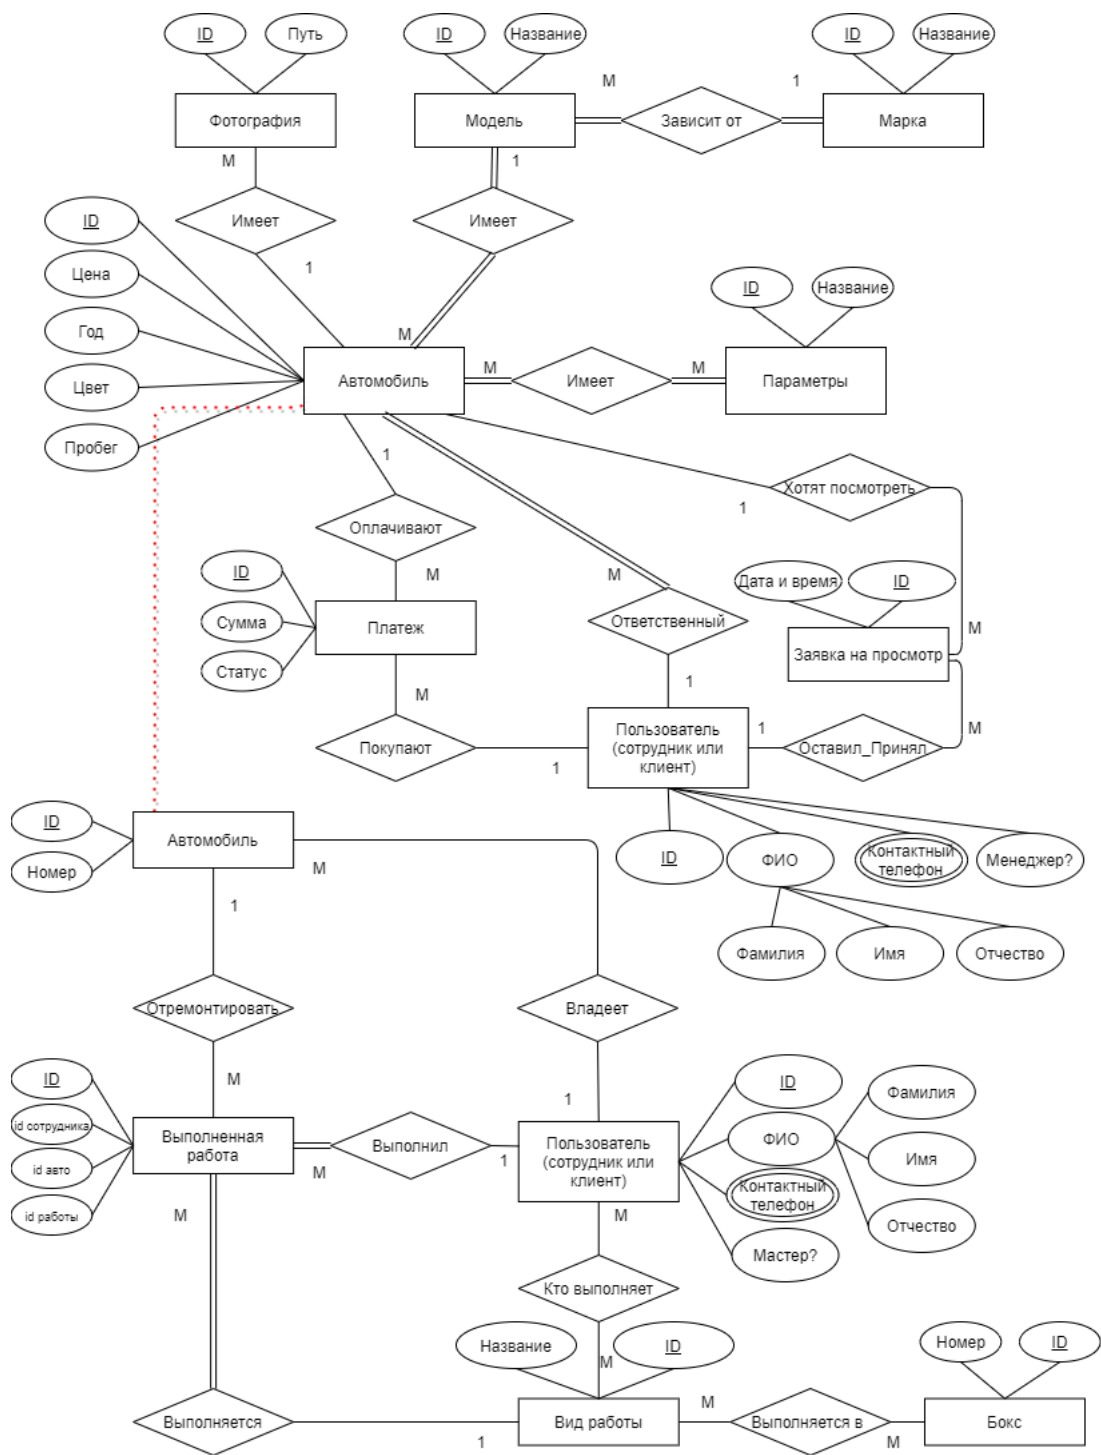 ID
Путь
ID
Название
ID
Название
М
1
Фотография
Модель
Зависит от
Марка
М
1
ID
Имеет
Имеет
Цена
1
ID
Название
Год
М
Автомобиль
М
Имеет
М
Параметры
Цвет
Пробег
1
Хотят посмотреть
1
Оплачивают
ID
М
М
Дата и время
ID
Сумма
Платеж
Ответственный
М
Статус
Заявка на просмотр
М
1
Покупают
1
Пользователь
(сотрудник или
клиент)
1
Оставил_Принял
М
ID
Автомобиль
Номер
М
ID
ФИО
Контактный
телефон
Менеджер?
1
Фамилия
Имя
Отчество
Отремонтировать
Владеет
ID
М
1
ID
Фамилия
id сотрудника
Выполненная
работа
Выполнил
Пользователь
(сотрудник или
клиент)
ФИО
Имя
id авто
М
1
Контактный
телефон
id работы
М
М
Отчество
Мастер?
Кто выполняет
Название
ID
М
Номер
ID
Выполняется
1
Вид работы
М
Выполняется в
М
Бокс